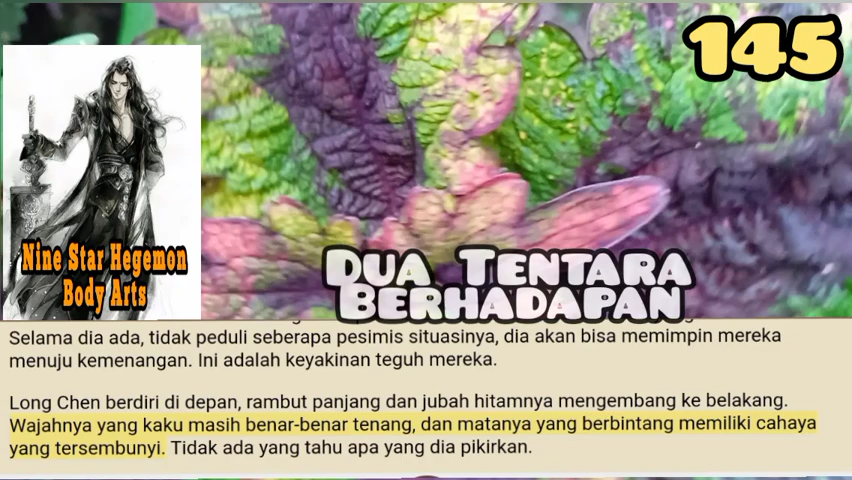 145
Nine Star Hegemon
Body Arts
Dua Tentara
Berhadapan
Selama dia ada, tidak peduli seberapa pesimis situasinya, dia akan bisa memimpin mereka
menuju kemenangan. Ini adalah keyakinan teguh mereka.
Long Chen berdiri di depan, rambut panjang dan jubah hitamnya mengembang ke belakang.
Wajahnya yang kaku masih benar-benar tenang, dan matanya yang berbintang memiliki cahaya
yang tersembunyi. Tidak ada yang tahu apa yang dia pikirkan.